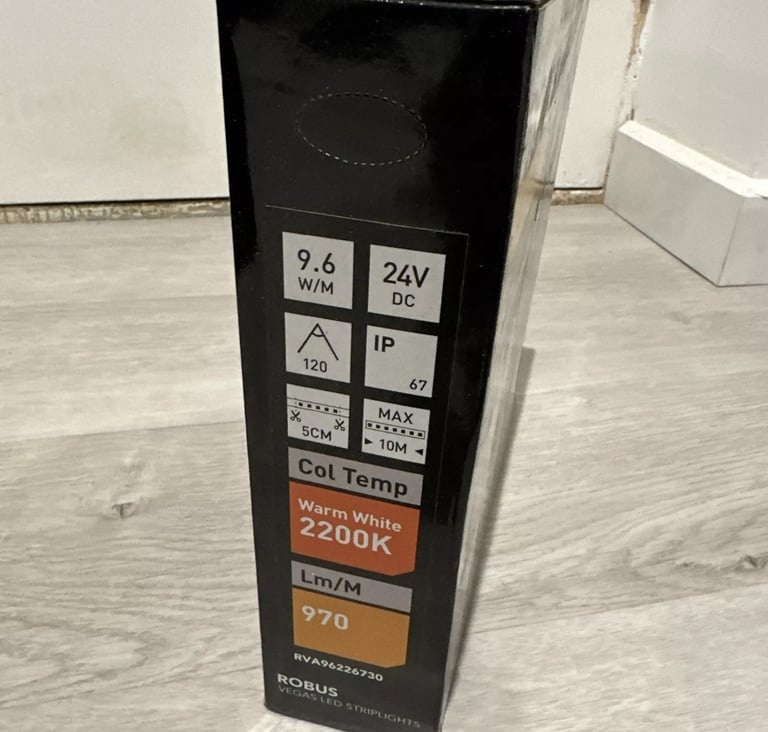 9.6
W/M
24V
DC
120
IP
67
5CM
MAX
10M
Col Temp
Warm White
2200K
Lm/M
970
RVA96226730
ROBUS
VEGAS LED STRIPLIGHTS